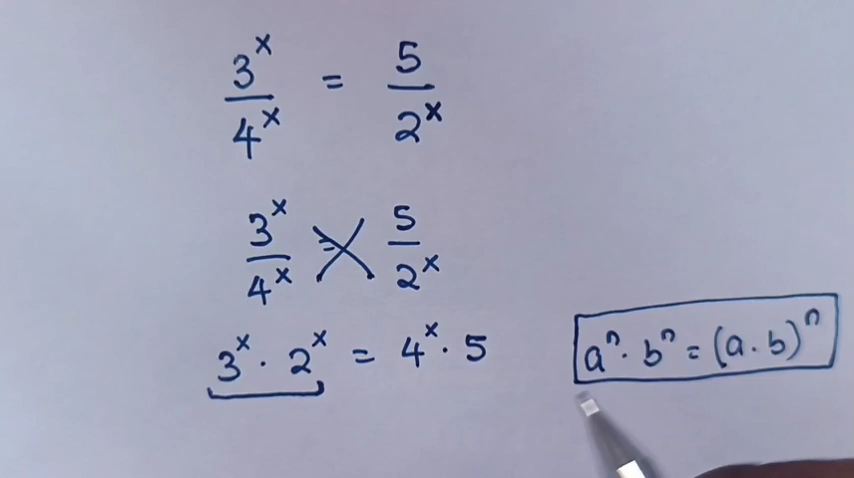 3^x/4^x = 5/2^x
3^x/4^x = 5/2^x
3^x · 2^x = 4^x · 5
a^n · b^n = (a · b)^n